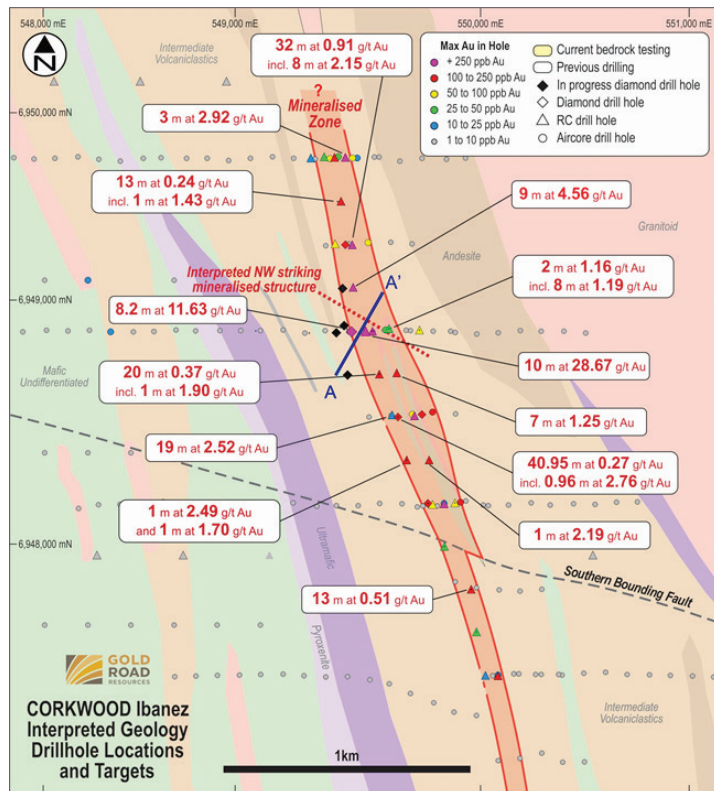 548,000 mE
549,000 mE
550,000 mE
551,000 mE
N
Intermediate
Volcaniclastics
32 m at 0.91 g/t Au
incl. 8 m at 2.15 g/t Au
Max Au in Hole
+ 250 ppb Au
100 to 250 ppb Au
50 to 100 ppb Au
25 to 50 ppb Au
10 to 25 ppb Au
1 to 10 ppb Au
Current bedrock testing
Previous drilling
In progress diamond drill hole
Diamond drill hole
RC drill hole
Aircore drill hole
?
Mineralised
Zone
6,950,000 mN
3 m at 2.92 g/t Au
13 m at 0.24 g/t Au
incl. 1 m at 1.43 g/t Au
9 m at 4.56 g/t Au
Granitoid
Andesite
Interpreted NW striking
mineralised structure
A'
2 m at 1.16 g/t Au
incl. 8 m at 1.19 g/t Au
6,949,000 mN
8.2 m at 11.63 g/t Au
Mafic
Undifferentiated
20 m at 0.37 g/t Au
incl. 1 m at 1.90 g/t Au
A
10 m at 28.67 g/t Au
7 m at 1.25 g/t Au
19 m at 2.52 g/t Au
40.95 m at 0.27 g/t Au
incl. 0.96 m at 2.76 g/t Au
1 m at 2.49 g/t Au
and 1 m at 1.70 g/t Au
1 m at 2.19 g/t Au
6,948,000 mN
Ultramafic
Southern Bounding Fault
13 m at 0.51 g/t Au
Pyroxenite
GOLD
ROAD
RESOURCES
CORKWOOD Ibanez
Interpreted Geology
Drillhole Locations
and Targets
Intermediate
Volcaniclastics
1km